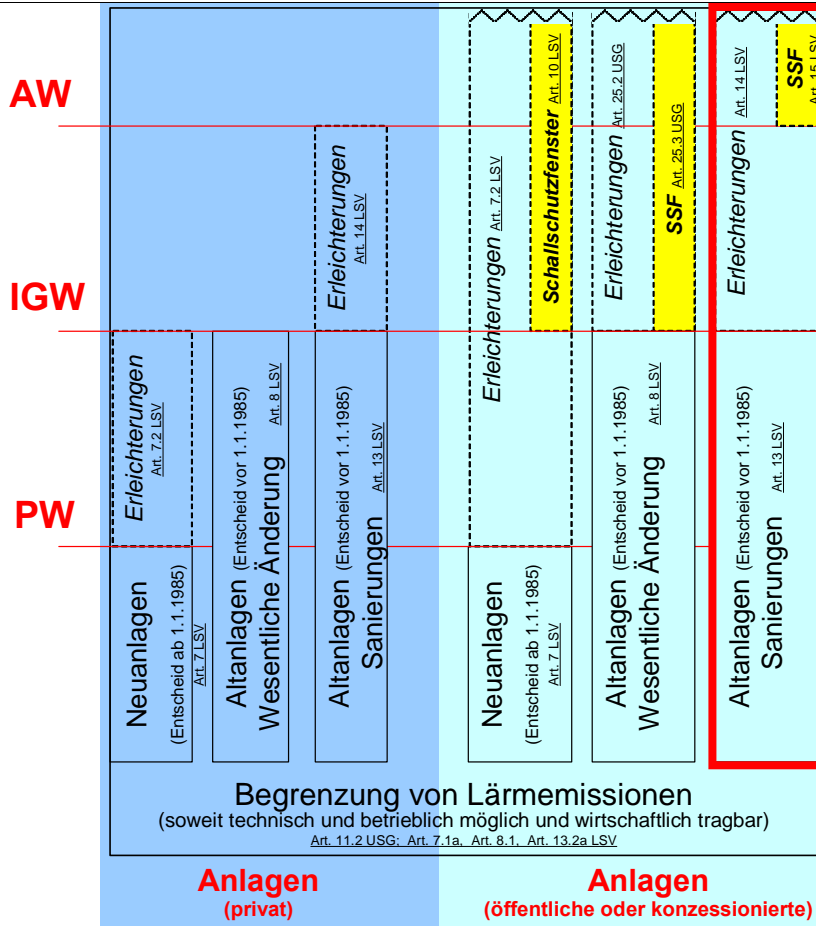 AW
IGW
PW
Erleichterungen
Art. 7.2 LSV
Neuanlagen
(Entscheid ab 1.1.1985)
Art. 7 LSV
Altanlagen (Entscheid vor 1.1.1985)
Wesentliche Änderung Art. 8 LSV
Erleichterungen
Art. 14 LSV
Altanlagen (Entscheid vor 1.1.1985)
Sanierungen Art. 13 LSV
Erleichterungen Art. 7.2 LSV
Schallschutzfenster Art. 10 LSV
Neuanlagen
(Entscheid ab 1.1.1985)
Art. 7 LSV
Erleichterungen Art. 25.2 USG
SSF Art. 25.3 USG
Altanlagen (Entscheid vor 1.1.1985)
Wesentliche Änderung Art. 8 LSV
Erleichterungen Art. 14 LSV
SSF
Art. 15 LSV
Altanlagen (Entscheid vor 1.1.1985)
Sanierungen Art. 13 LSV
Begrenzung von Lärmemissionen
(soweit technisch und betrieblich möglich und wirtschaftlich tragbar)
Art. 11.2 USG; Art. 7.1a, Art. 8.1, Art. 13.2a LSV
Anlagen
(privat)
Anlagen
(öffentliche oder konzessionierte)